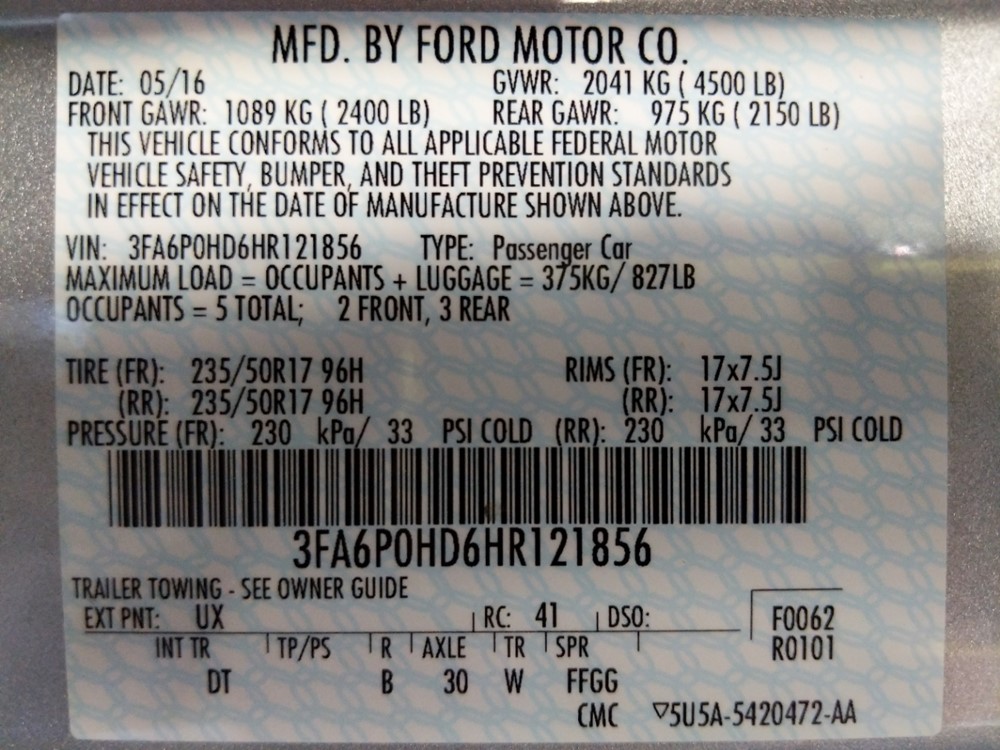 MFD. BY FORD MOTOR CO.
DATE: 05/16 GVWR: 2041 KG ( 4500 LB)
FRONT GAWR: 1089 KG ( 2400 LB) REAR GAWR: 975 KG ( 2150 LB)
THIS VEHICLE CONFORMS TO ALL APPLICABLE FEDERAL MOTOR
VEHICLE SAFETY, BUMPER, AND THEFT PREVENTION STANDARDS
IN EFFECT ON THE DATE OF MANUFACTURE SHOWN ABOVE.
VIN: 3FA6P0HD6HR121856 TYPE: Passenger Car
MAXIMUM LOAD = OCCUPANTS + LUGGAGE = 375KG/ 827LB
OCCUPANTS = 5 TOTAL; 2 FRONT, 3 REAR
TIRE (FR): 235/50R17 96H RIMS (FR): 17x7.5J
(RR): 235/50R17 96H (RR): 17x7.5J
PRESSURE (FR): 230 kPa/ 33 PSI COLD (RR): 230 kPa/ 33 PSI COLD
3FA6P0HD6HR121856
TRAILER TOWING - SEE OWNER GUIDE
EXT PNT: UX RC: 41 DSO: F0062
INT TR TP/PS R AXLE TR SPR R0101
DT B 30 W FFGG
CMC ▽5U5A-5420472-AA